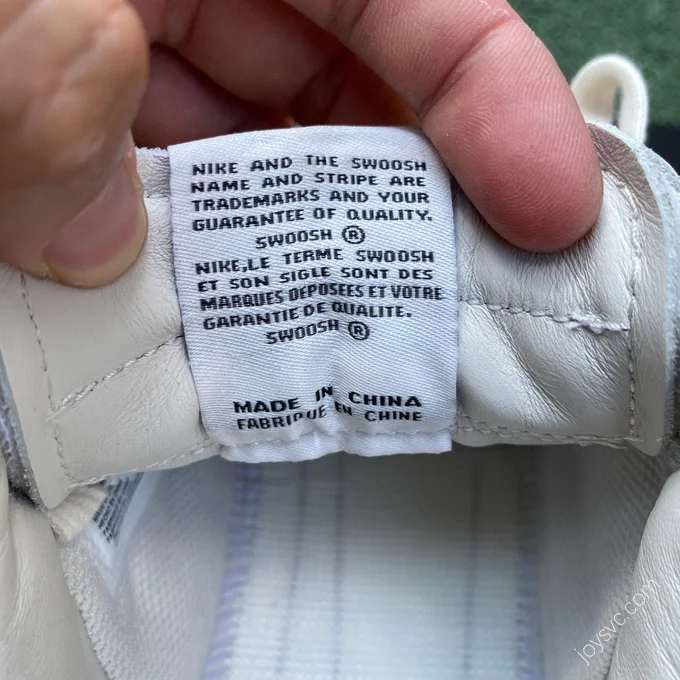 NIKE AND THE SWOOSH
NAME AND STRIPE ARE
TRADEMARKS AND YOUR
GUARANTEE OF QUALITY.
SWOOSH ®
NIKE,LE TERME SWOOSH
ET SON SIGLE SONT DES
MARQUES DEPOSEES ET VOTRE
GARANTIE DE QUALITE.
SWOOSH ®
MADE IN CHINA
FABRIQUE EN CHINE
joysvc.com